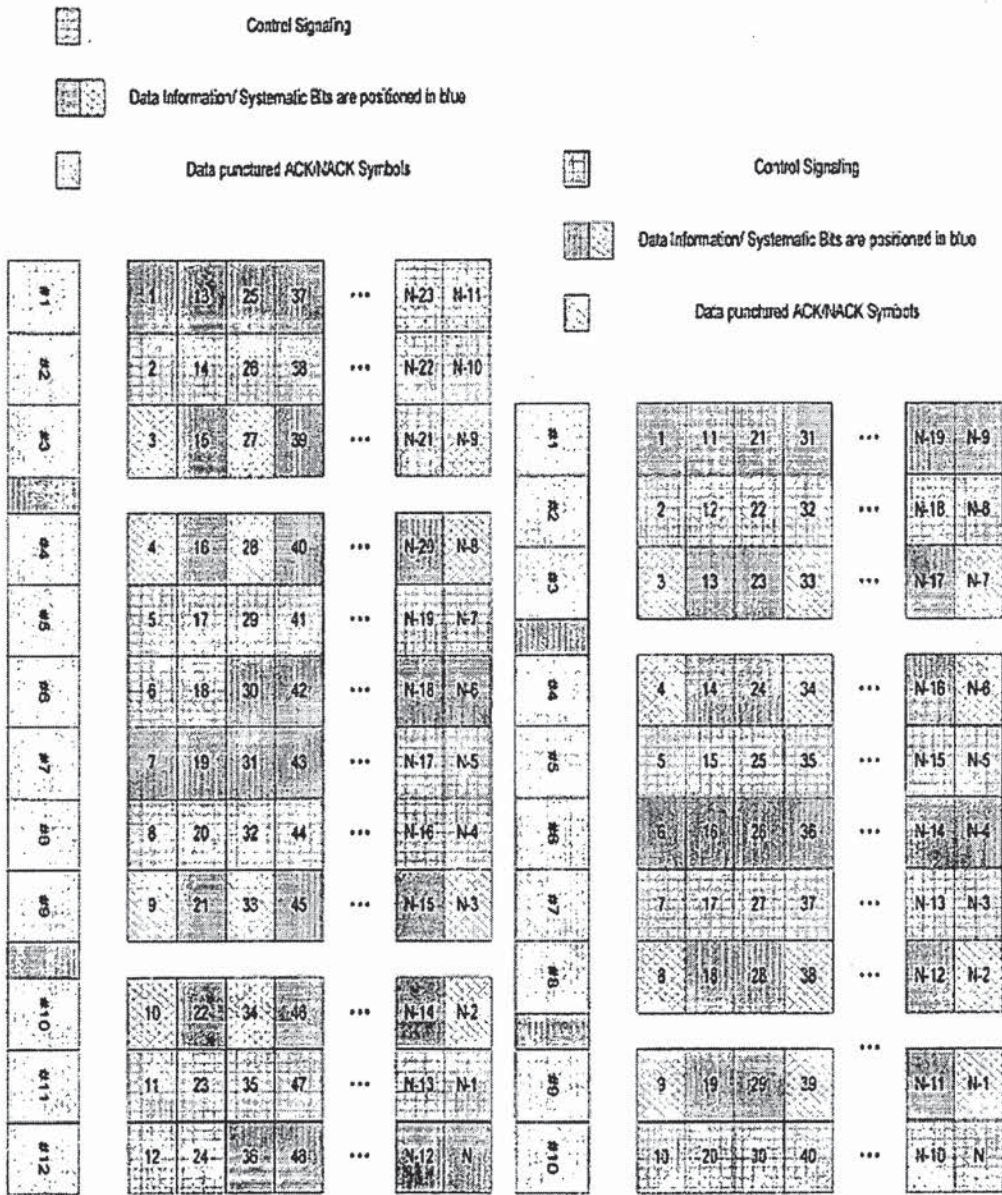 Control Signaling
Data Information/ Systematic Bits are positioned in blue
Data punctured ACK/NACK Symbols
#1 1 13 25 37 ... N-23 N-11
#2 2 14 26 38 ... N-22 N-10
#3 3 15 27 39 ... N-21 N-9
#4 4 16 28 40 ... N-20 N-8
#5 5 17 29 41 ... N-19 N-7
#6 6 18 30 42 ... N-18 N-6
#7 7 19 31 43 ... N-17 N-5
#8 8 20 32 44 ... N-16 N-4
#9 9 21 33 45 ... N-15 N-3
#10 10 22 34 46 ... N-14 N-2
#11 11 23 35 47 ... N-13 N-1
#12 12 24 36 48 ... N-12 N
Control Signaling
Data Information/ Systematic Bits are positioned in blue
Data punctured ACK/NACK Symbols
#1 1 11 21 31 ... N-19 N-9
#2 2 12 22 32 ... N-18 N-8
#3 3 13 23 33 ... N-17 N-7
#4 4 14 24 34 ... N-16 N-6
#5 5 15 25 35 ... N-15 N-5
#6 6 16 26 36 ... N-14 N-4
#7 7 17 27 37 ... N-13 N-3
#8 8 18 28 38 ... N-12 N-2
...
#9 9 19 29 39 N-11 N-1
#10 10 20 30 40 ... N-10 N